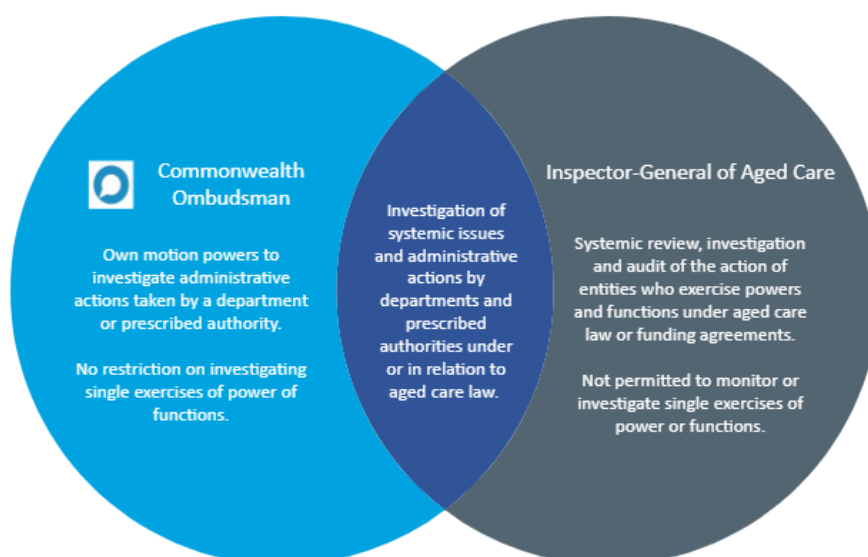 Commonwealth
Ombudsman
Own motion powers to
investigate administrative
actions taken by a department
or prescribed authority.
No restriction on investigating
single exercises of power of
functions.
Investigation of
systemic issues
and administrative
actions by
departments and
prescribed
authorities under
or in relation to
aged care law.
Inspector-General of Aged Care
Systemic review, investigation
and audit of the action of
entities who exercise powers
and functions under aged care
law or funding agreements.
Not permitted to monitor or
investigate single exercises of
power or functions.